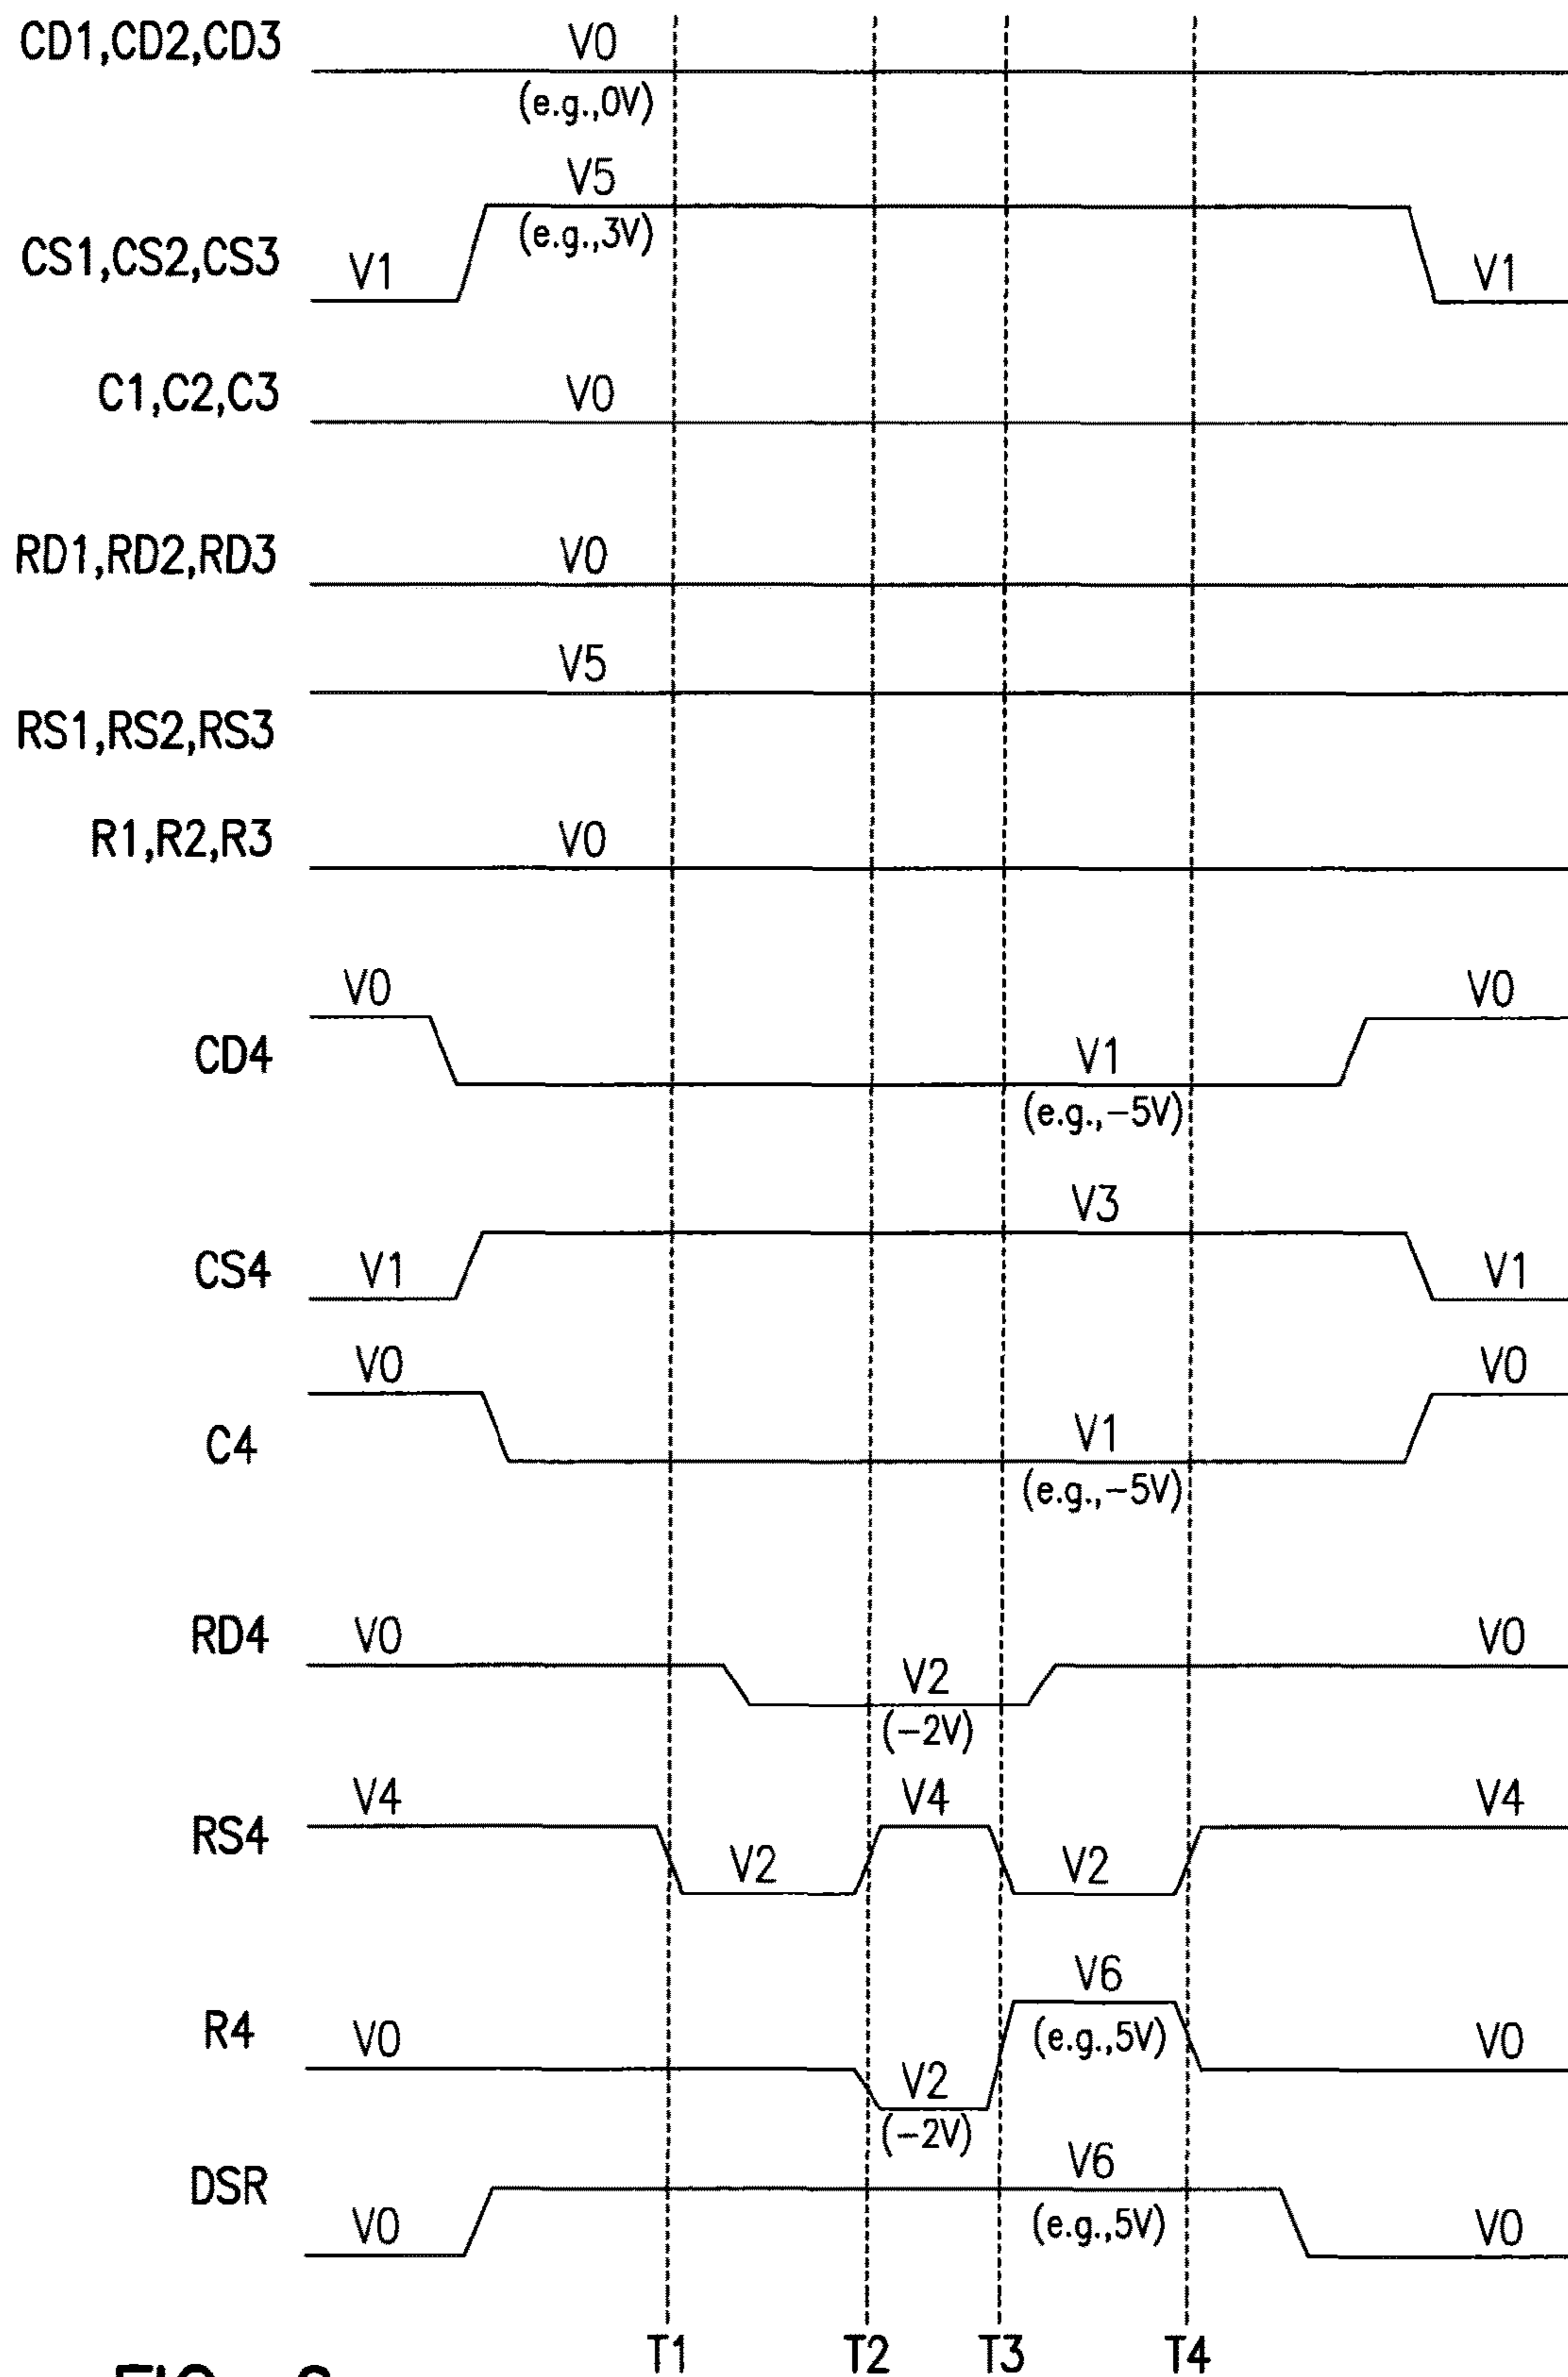 CD1,CD2,CD3 V0
(e.g.,0V)
V5
(e.g.,3V)
CS1,CS2,CS3 V1 V1
C1,C2,C3 V0
RD1,RD2,RD3 V0
V5
RS1,RS2,RS3
R1,R2,R3 V0
V0 V0
CD4 V1
(e.g.,-5V)
V3
CS4 V1 V1
V0 V0
C4 V1
(e.g.,-5V)
RD4 V0 V0
V2
(-2V)
V4 V4 V4
RS4 V2 V2
V6
R4 V0 (e.g.,5V) V0
V2
(-2V)
DSR V6
V0 (e.g.,5V) V0
T1 T2 T3 T4